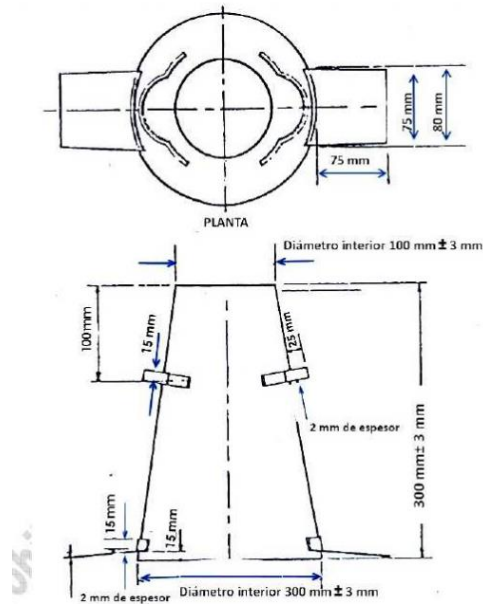 75 mm
80 mm
75 mm
PLANTA
Diámetro interior 100 mm ± 3 mm
100 mm
15 mm
25 mm
2 mm de espesor
300 mm± 3 mm
15 mm
15 mm
2 mm de espesor
Diámetro interior 300 mm± 3 mm